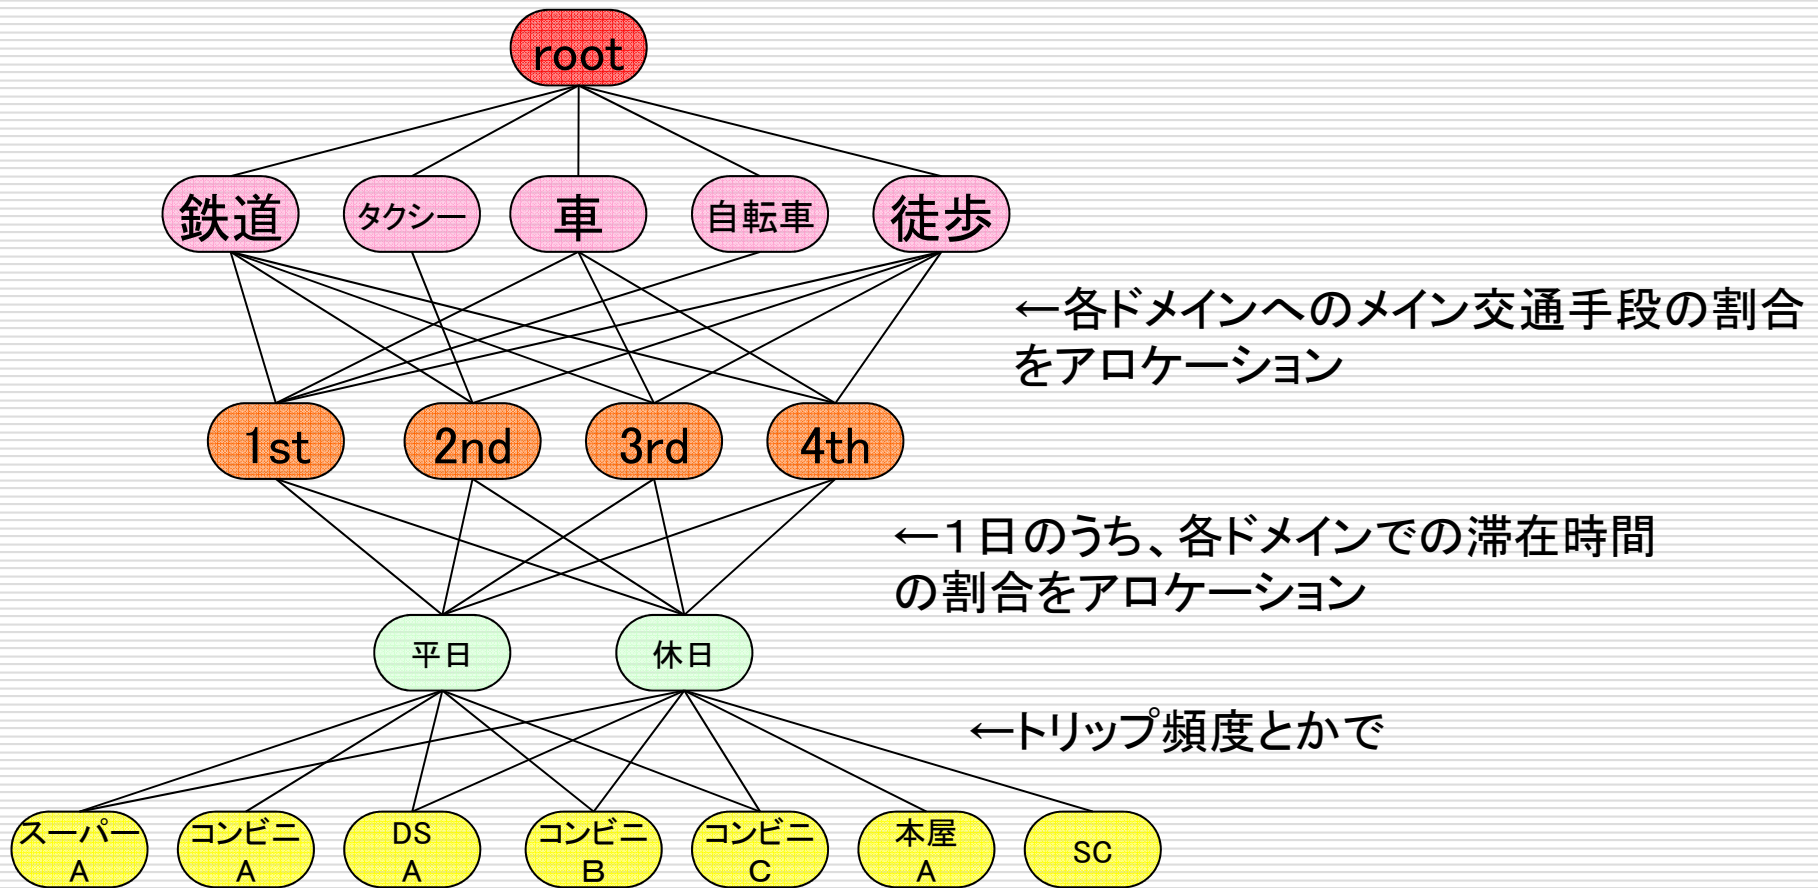 root
鉄道
タクシー
車
自転車
徒歩
←各ドメインへのメイン交通手段の割合
をアロケーション
1st
2nd
3rd
4th
←1日のうち、各ドメインでの滞在時間
の割合をアロケーション
平日
休日
←トリップ頻度とかで
スーパー
A
コンビニ
A
DS
A
コンビニ
B
コンビニ
C
本屋
A
SC